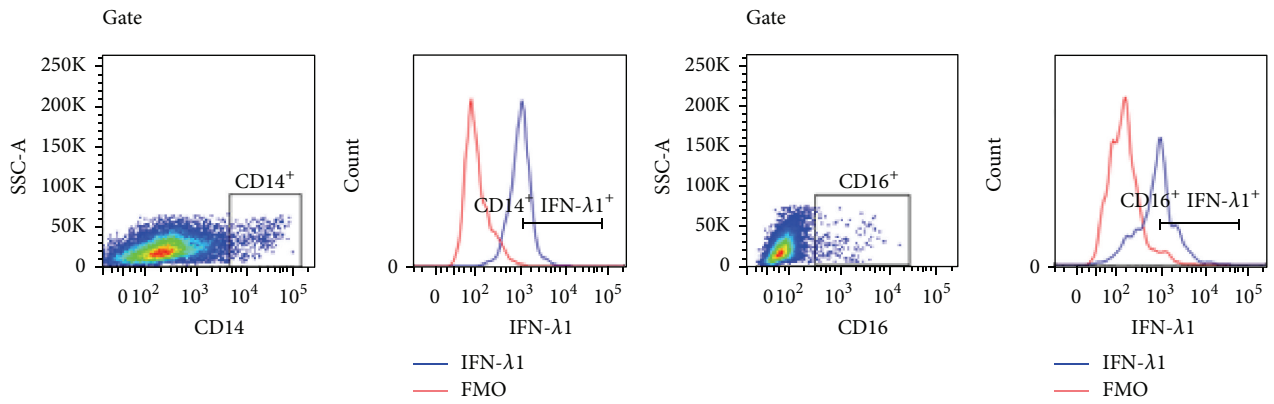 Gate
250K
200K
150K
100K
50K
0
SSC-A
CD14⁺
0 10² 10³ 10⁴ 10⁵
CD14
Count
0
CD14⁺ IFN-λ1⁺
0 10² 10³ 10⁴ 10⁵
IFN-λ1
IFN-λ1
FMO
Gate
250K
200K
150K
100K
50K
0
SSC-A
CD16⁺
0 10² 10³ 10⁴ 10⁵
CD16
Count
0
CD16⁺ IFN-λ1⁺
0 10² 10³ 10⁴ 10⁵
IFN-λ1
IFN-λ1
FMO